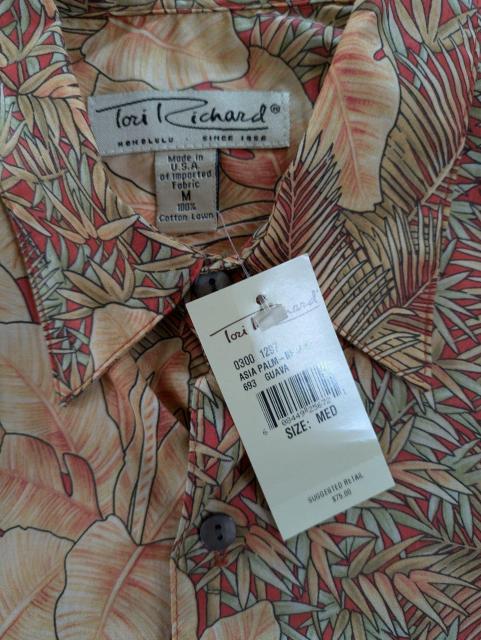 Tori Richard®
HONOLULU SINCE 1956
Made in
U.S.A.
of Imported
Fabric
M
100%
Cotton Lawn
Tori Richard
0300 1297
ASIA PALM
693 GUAVA
SIZE: MED
SUGGESTED RETAIL
$75.00